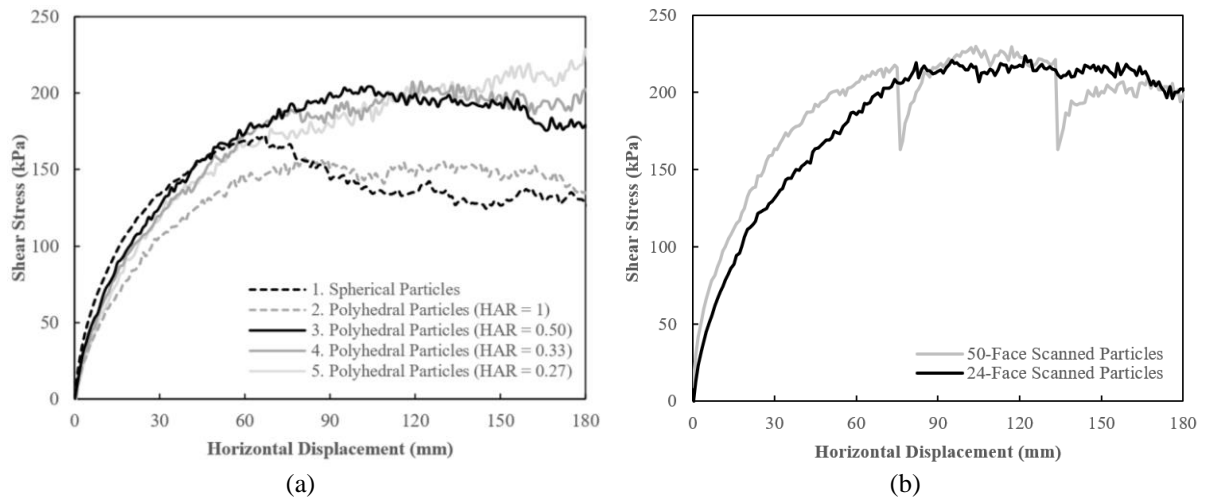 250
200
150
100
50
0
Shear Stress (kPa)
1. Spherical Particles
2. Polyhedral Particles (HAR = 1)
3. Polyhedral Particles (HAR = 0.50)
4. Polyhedral Particles (HAR = 0.33)
5. Polyhedral Particles (HAR = 0.27)
0 30 60 90 120 150 180
Horizontal Displacement (mm)
(a)
250
200
150
100
50
0
Shear Stress (kPa)
50-Face Scanned Particles
24-Face Scanned Particles
0 30 60 90 120 150 180
Horizontal Displacement (mm)
(b)